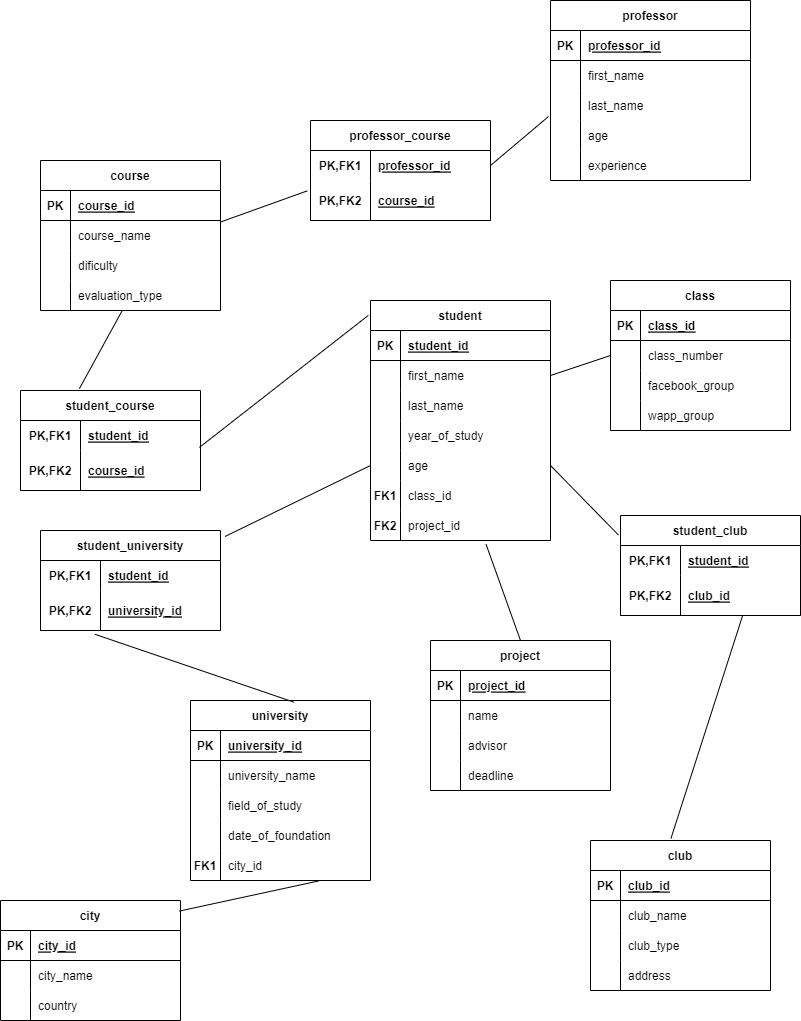 professor
PK professor_id
first_name
last_name
age
experience
professor_course
PK,FK1 professor_id
PK,FK2 course_id
course
PK course_id
course_name
dificulty
evaluation_type
student
PK student_id
first_name
last_name
year_of_study
age
FK1 class_id
FK2 project_id
class
PK class_id
class_number
facebook_group
wapp_group
student_course
PK,FK1 student_id
PK,FK2 course_id
student_university
PK,FK1 student_id
PK,FK2 university_id
student_club
PK,FK1 student_id
PK,FK2 club_id
project
PK project_id
name
advisor
deadline
university
PK university_id
university_name
field_of_study
date_of_foundation
FK1 city_id
club
PK club_id
club_name
club_type
address
city
PK city_id
city_name
country